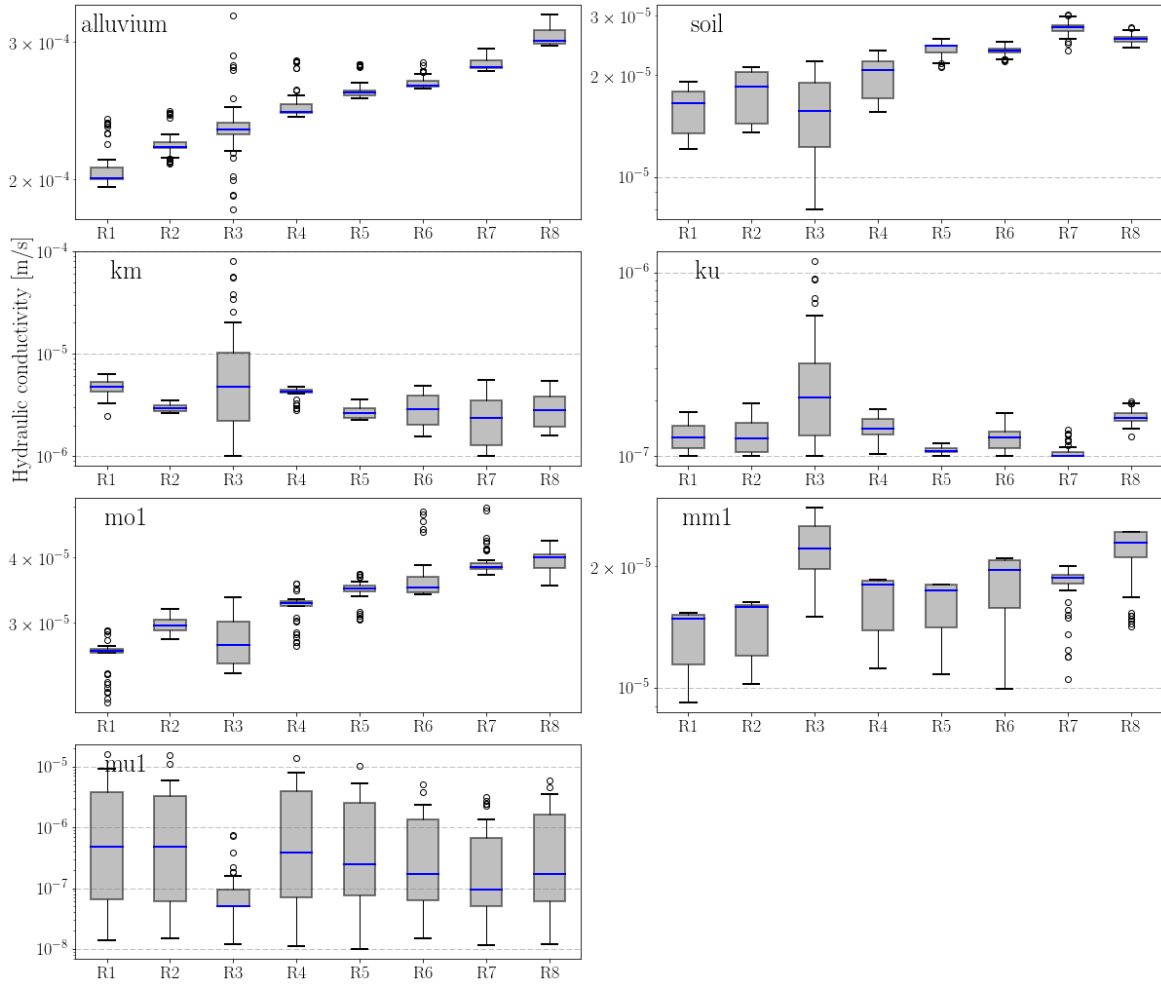 alluvium
3 × 10⁻⁴
2 × 10⁻⁴
R1 R2 R3 R4 R5 R6 R7 R8
soil
3 × 10⁻⁵
2 × 10⁻⁵
10⁻⁵
R1 R2 R3 R4 R5 R6 R7 R8
Hydraulic conductivity [m/s]
km
10⁻⁴
10⁻⁵
10⁻⁶
R1 R2 R3 R4 R5 R6 R7 R8
ku
10⁻⁶
10⁻⁷
R1 R2 R3 R4 R5 R6 R7 R8
mo1
4 × 10⁻⁵
3 × 10⁻⁵
R1 R2 R3 R4 R5 R6 R7 R8
mm1
2 × 10⁻⁵
10⁻⁵
R1 R2 R3 R4 R5 R6 R7 R8
mu1
10⁻⁵
10⁻⁶
10⁻⁷
10⁻⁸
R1 R2 R3 R4 R5 R6 R7 R8